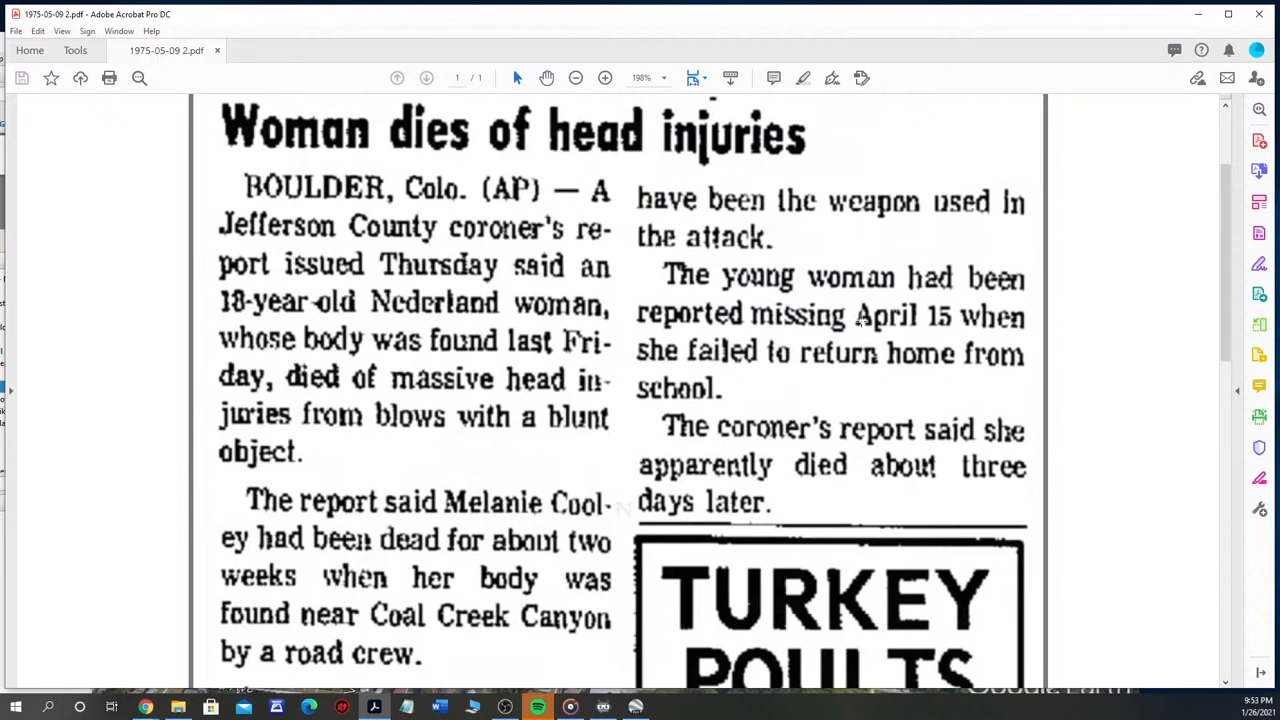 1975-05-09 2.pdf - Adobe Acrobat Pro DC
File Edit View Sign Window Help
Home Tools 1975-05-09 2.pdf ×
1 / 1 198%
Woman dies of head injuries
BOULDER, Colo. (AP) — A
Jefferson County coroner's re-
port issued Thursday said an
18-year-old Nederland woman,
whose body was found last Fri-
day, died of massive head in-
juries from blows with a blunt
object.
The report said Melanie Cool-
ey had been dead for about two
weeks when her body was
found near Coal Creek Canyon
by a road crew.
have been the weapon used in
the attack.
The young woman had been
reported missing April 15 when
she failed to return home from
school.
The coroner's report said she
apparently died about three
days later.
TURKEY
POULTS
Google Earth
9:53 PM
1/26/2021